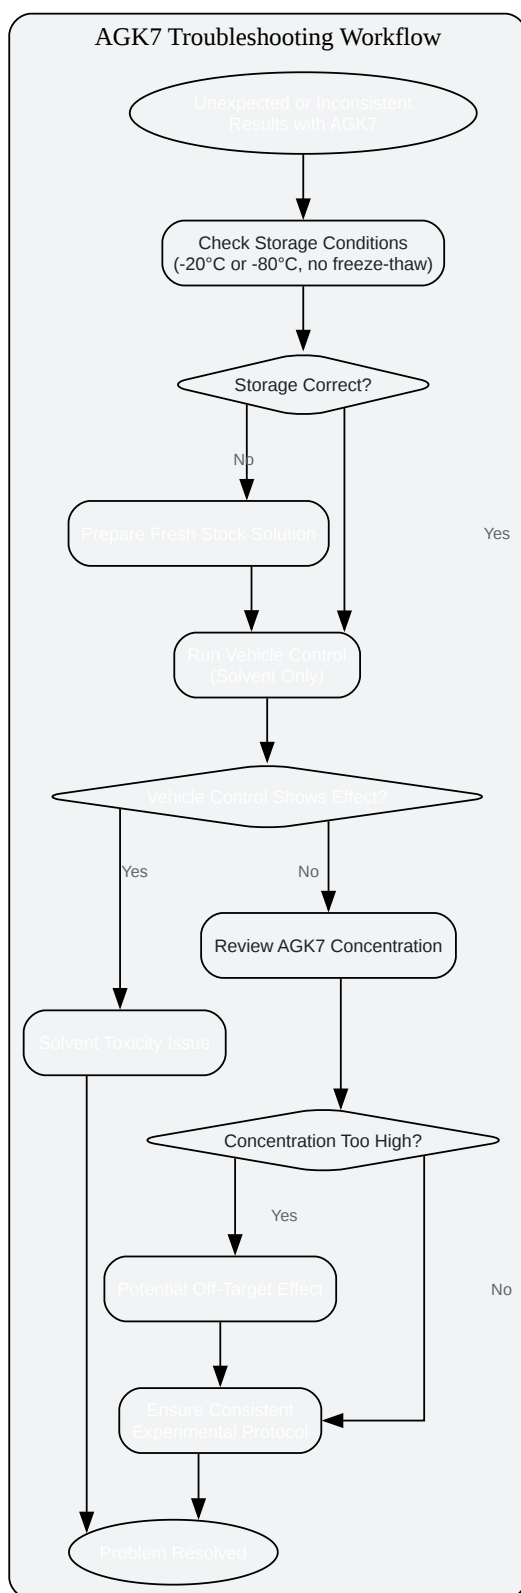 AGK7 Troubleshooting Workflow
Unexpected or Inconsistent
Results with AGK7
Check Storage Conditions
(-20°C or -80°C, no freeze-thaw)
Storage Correct?
No
Prepare Fresh Stock Solution
Yes
Run Vehicle Control
(Solvent Only)
Vehicle Control Shows Effect?
Yes
No
Review AGK7 Concentration
Solvent Toxicity Issue
Concentration Too High?
Yes
Potential Off-Target Effect
No
Ensure Consistent
Experimental Protocol
Problem Resolved